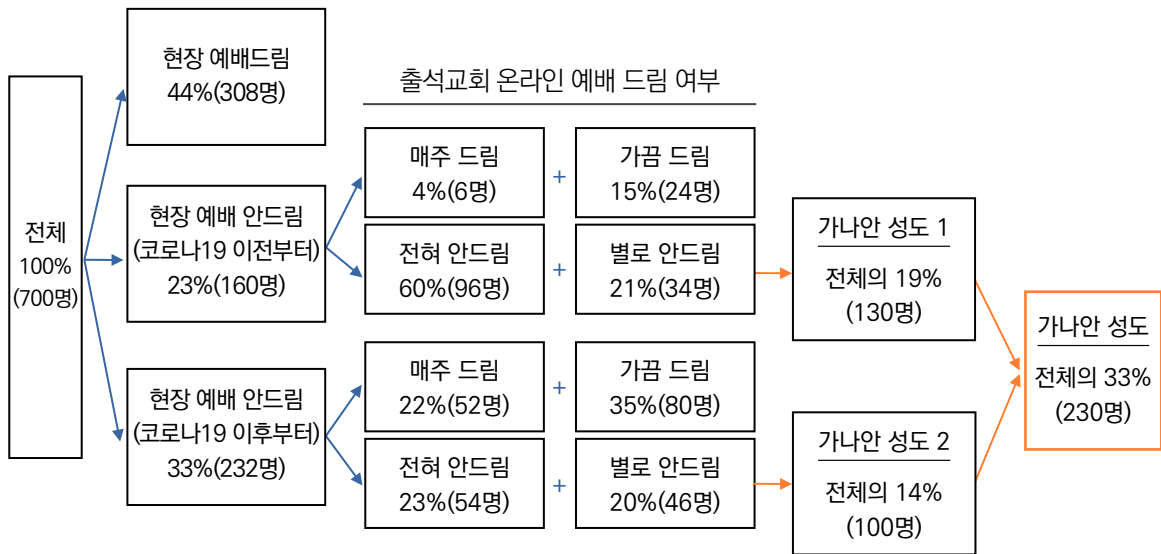 전체
100%
(700명)
현장 예배드림
44%(308명)
현장 예배 안드림
(코로나19 이전부터)
23%(160명)
현장 예배 안드림
(코로나19 이후부터)
33%(232명)
출석교회 온라인 예배 드림 여부
매주 드림
4%(6명)
+
가끔 드림
15%(24명)
전혀 안드림
60%(96명)
+
별로 안드림
21%(34명)
매주 드림
22%(52명)
+
가끔 드림
35%(80명)
전혀 안드림
23%(54명)
+
별로 안드림
20%(46명)
가나안 성도 1
전체의 19%
(130명)
가나안 성도 2
전체의 14%
(100명)
가나안 성도
전체의 33%
(230명)